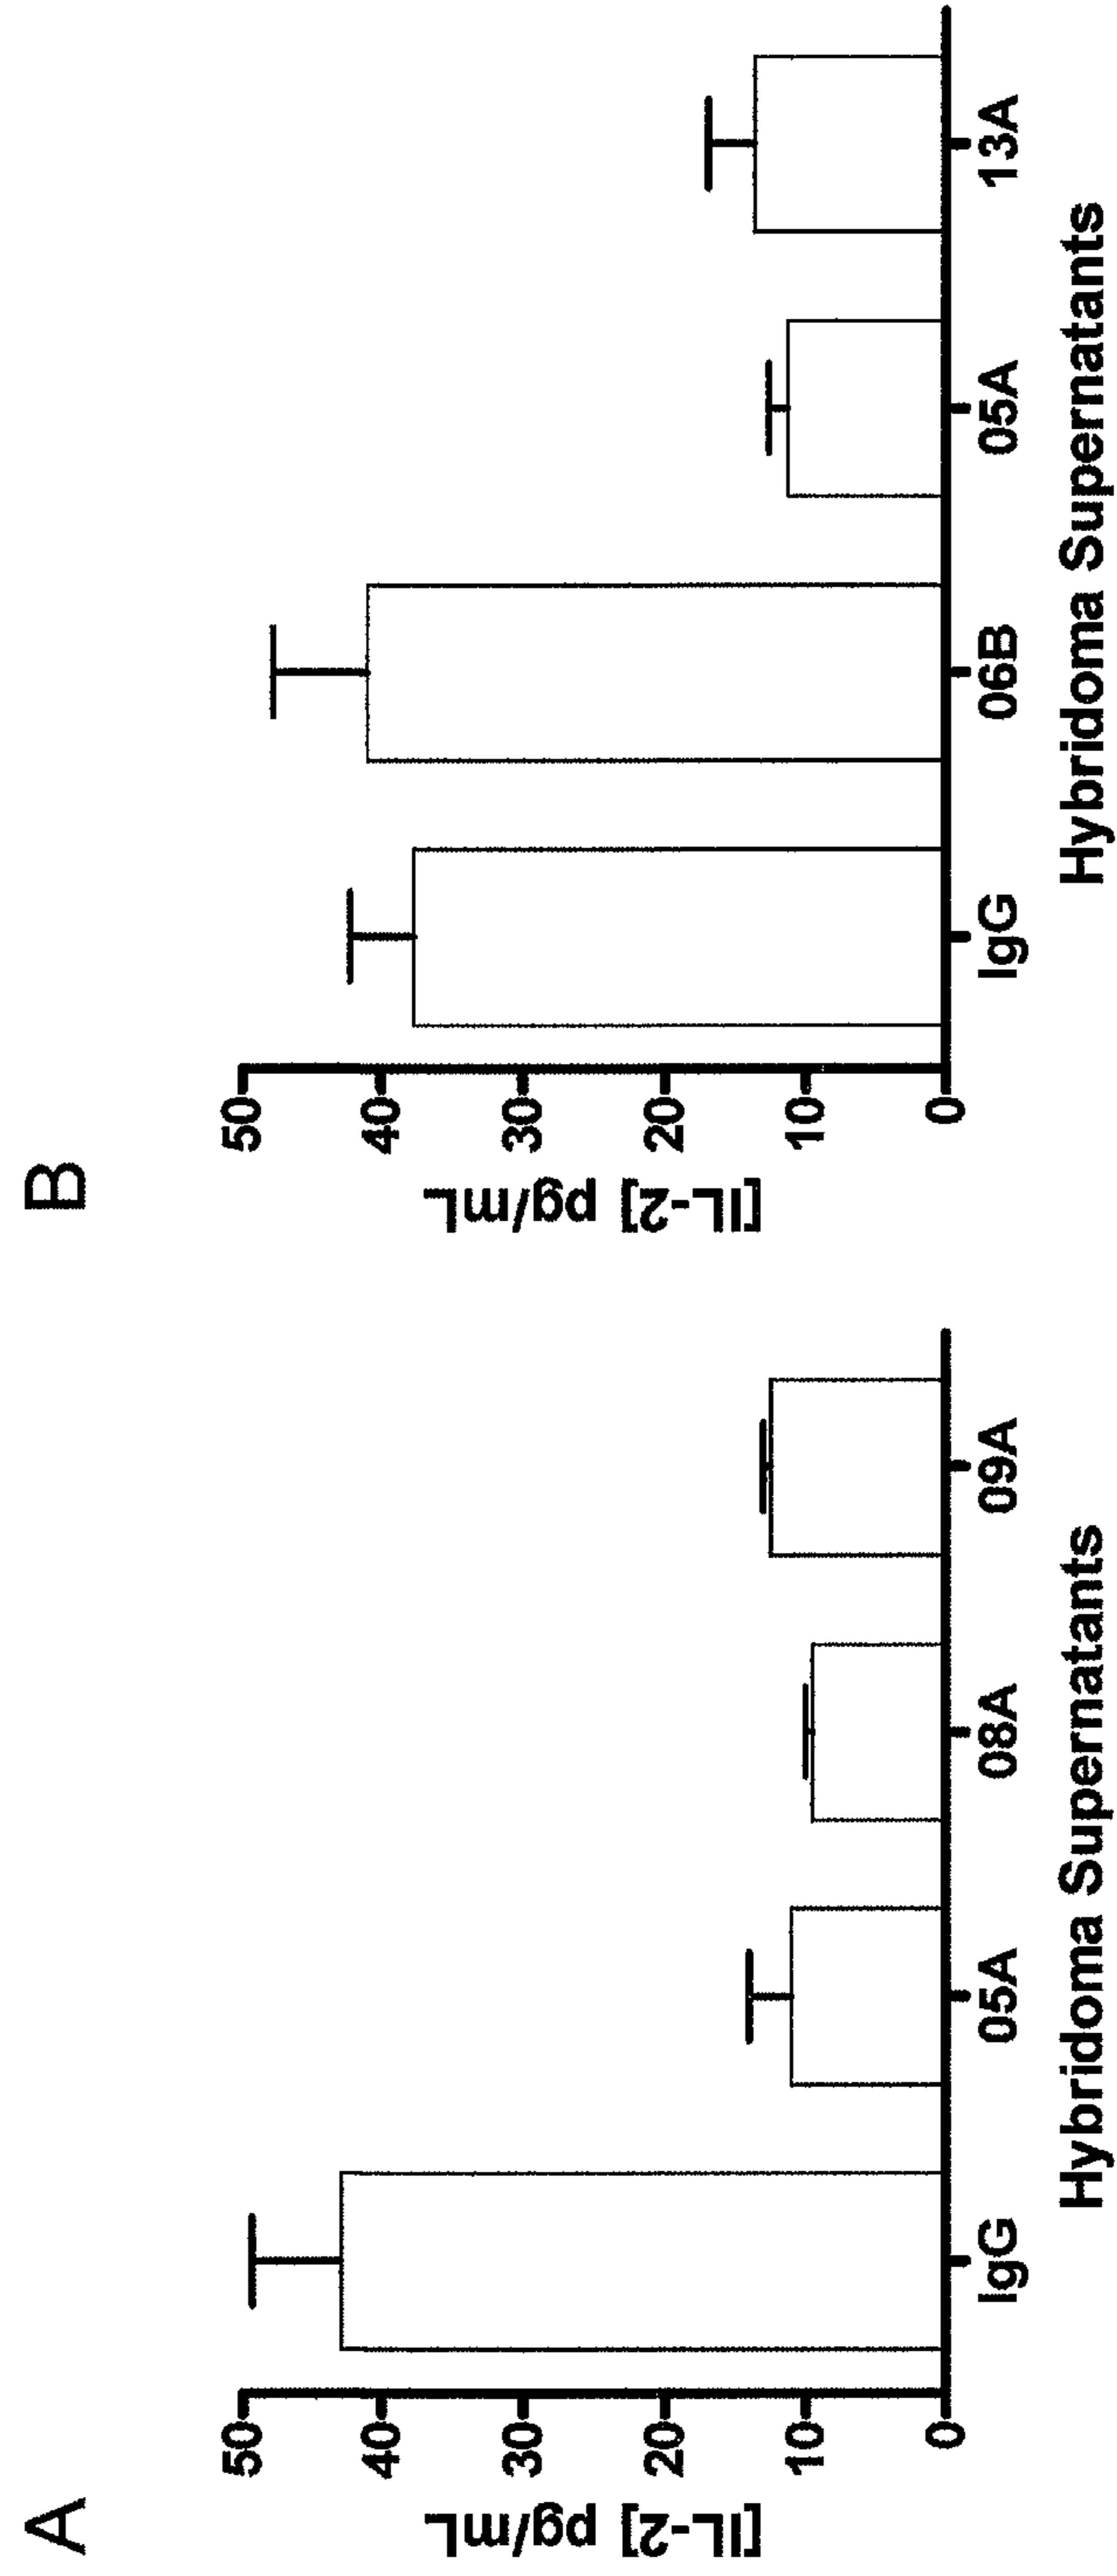 A
[IL-2] pg/mL
50
40
30
20
10
0
IgG
05A
08A
09A
Hybridoma Supernatants
B
[IL-2] pg/mL
50
40
30
20
10
0
IgG
06B
05A
13A
Hybridoma Supernatants